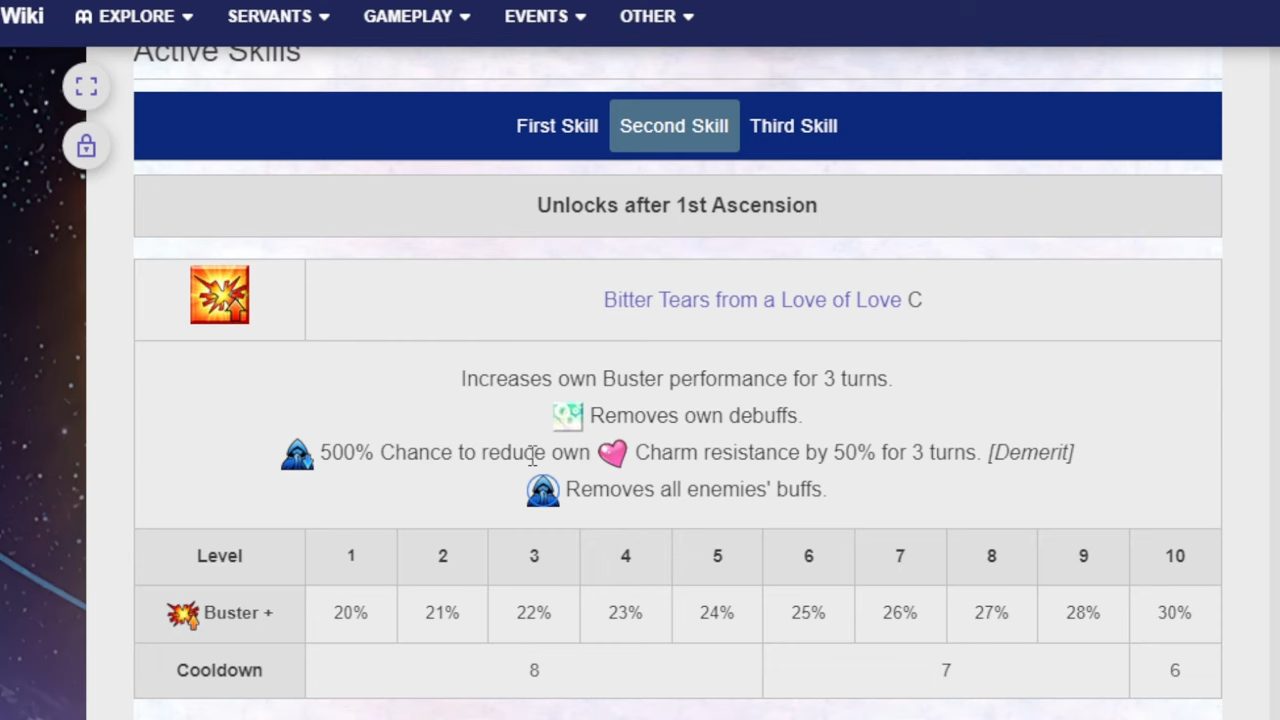 Wiki EXPLORE SERVANTS GAMEPLAY EVENTS OTHER
Active Skills
First Skill Second Skill Third Skill
Unlocks after 1st Ascension
Bitter Tears from a Love of Love C
Increases own Buster performance for 3 turns.
Removes own debuffs.
500% Chance to reduce own Charm resistance by 50% for 3 turns. [Demerit]
Removes all enemies' buffs.
Level 1 2 3 4 5 6 7 8 9 10
Buster + 20% 21% 22% 23% 24% 25% 26% 27% 28% 30%
Cooldown 8 7 6